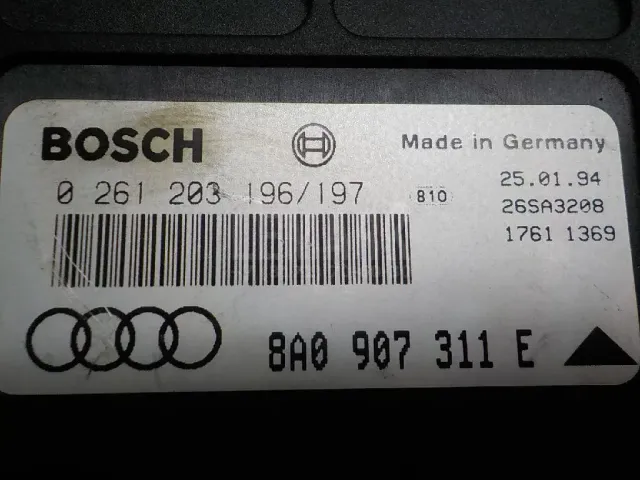 BOSCH
Made in Germany
0 261 203 196/197
810
25.01.94
26SA3208
1761 1369
8A0 907 311 E